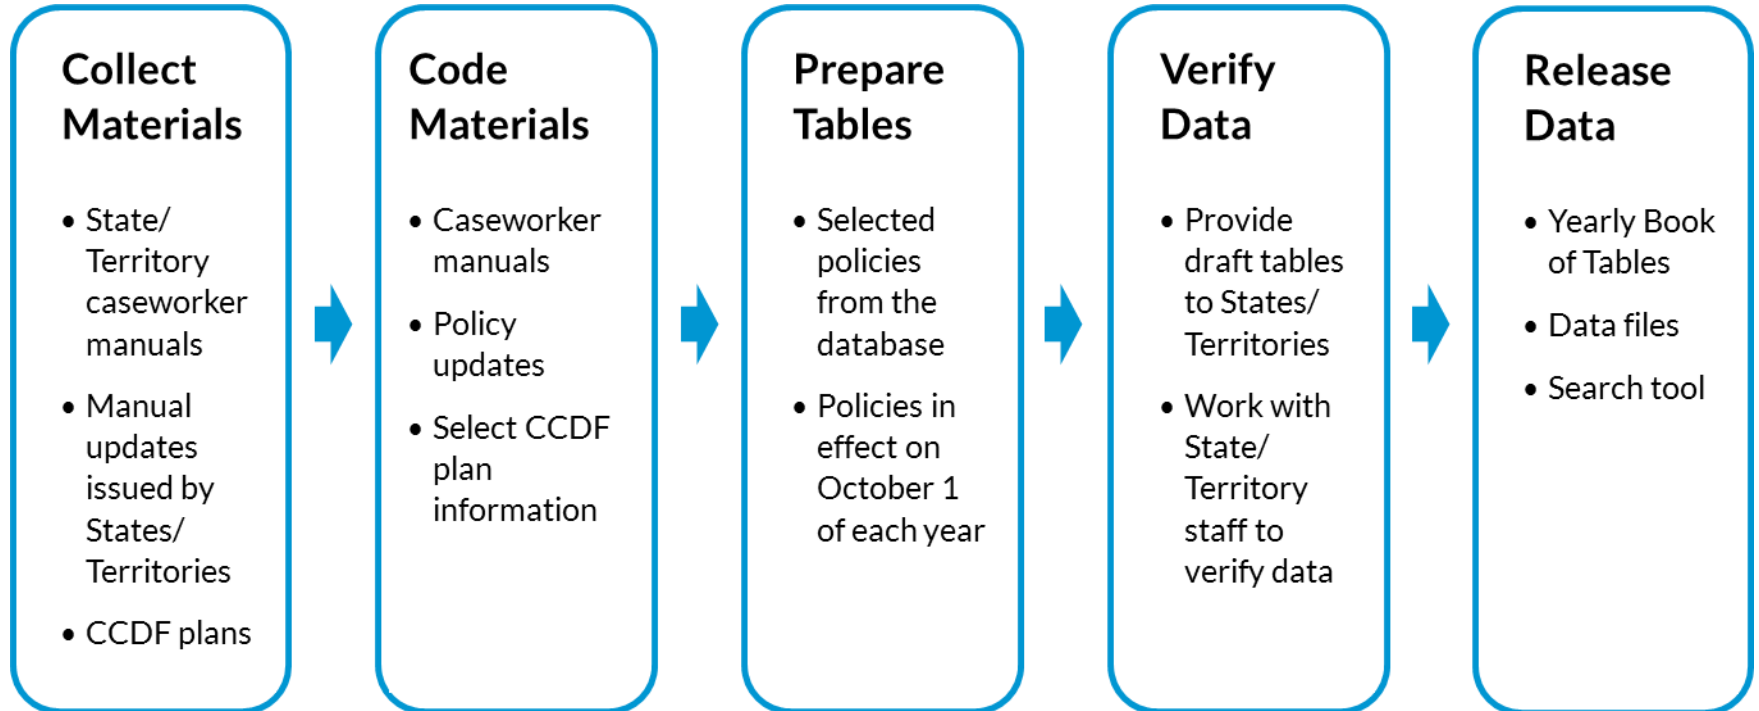 Collect
Materials
• State/
Territory
caseworker
manuals
• Manual
updates
issued by
States/
Territories
• CCDF plans
Code
Materials
• Caseworker
manuals
• Policy
updates
• Select CCDF
plan
information
Prepare
Tables
• Selected
policies
from the
database
• Policies in
effect on
October 1
of each year
Verify
Data
• Provide
draft tables
to States/
Territories
• Work with
State/
Territory
staff to
verify data
Release
Data
• Yearly Book
of Tables
• Data files
• Search tool